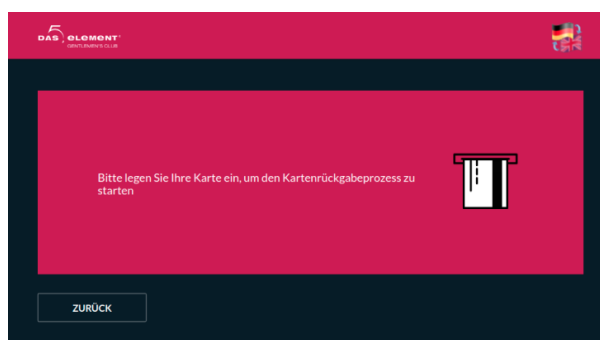 DAS 5. element
GENTLEMEN'S CLUB
Bitte legen Sie Ihre Karte ein, um den Kartenrückgabeprozess zu
starten
ZURÜCK